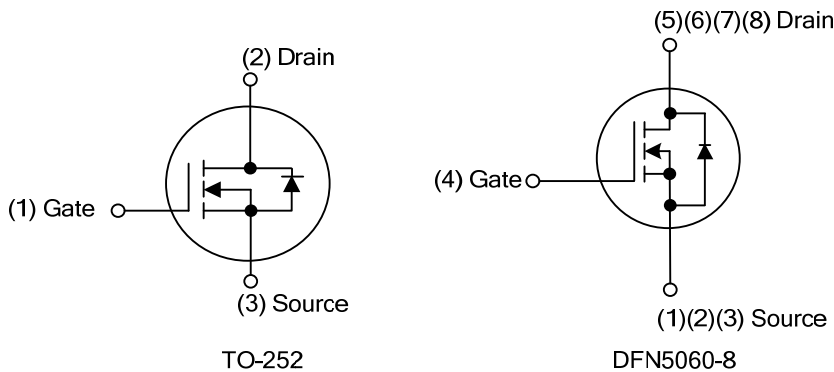 (2) Drain
(1) Gate
(3) Source
TO-252
(5)(6)(7)(8) Drain
(4) Gate
(1)(2)(3) Source
DFN5060-8